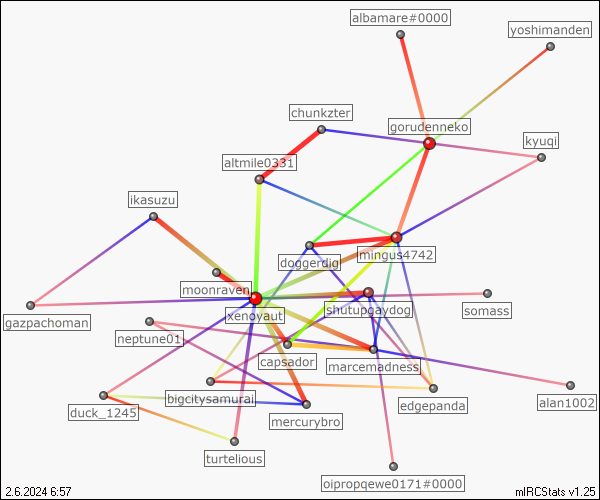 albamare#0000
yoshimanden
chunkzter
gorudenneko
kyuqi
altmile0331
ikasuzu
doggerdig
mingus4742
moonraven
xenoyaut
shutupgaydog
somass
gazpachoman
neptune01
capsador
marcemadness
duck_1245
bigcitysamurai
mercurybro
edgepanda
alan1002
turtelious
oipropqewe0171#0000
2.6.2024 6:57
mIRCStats v1.25